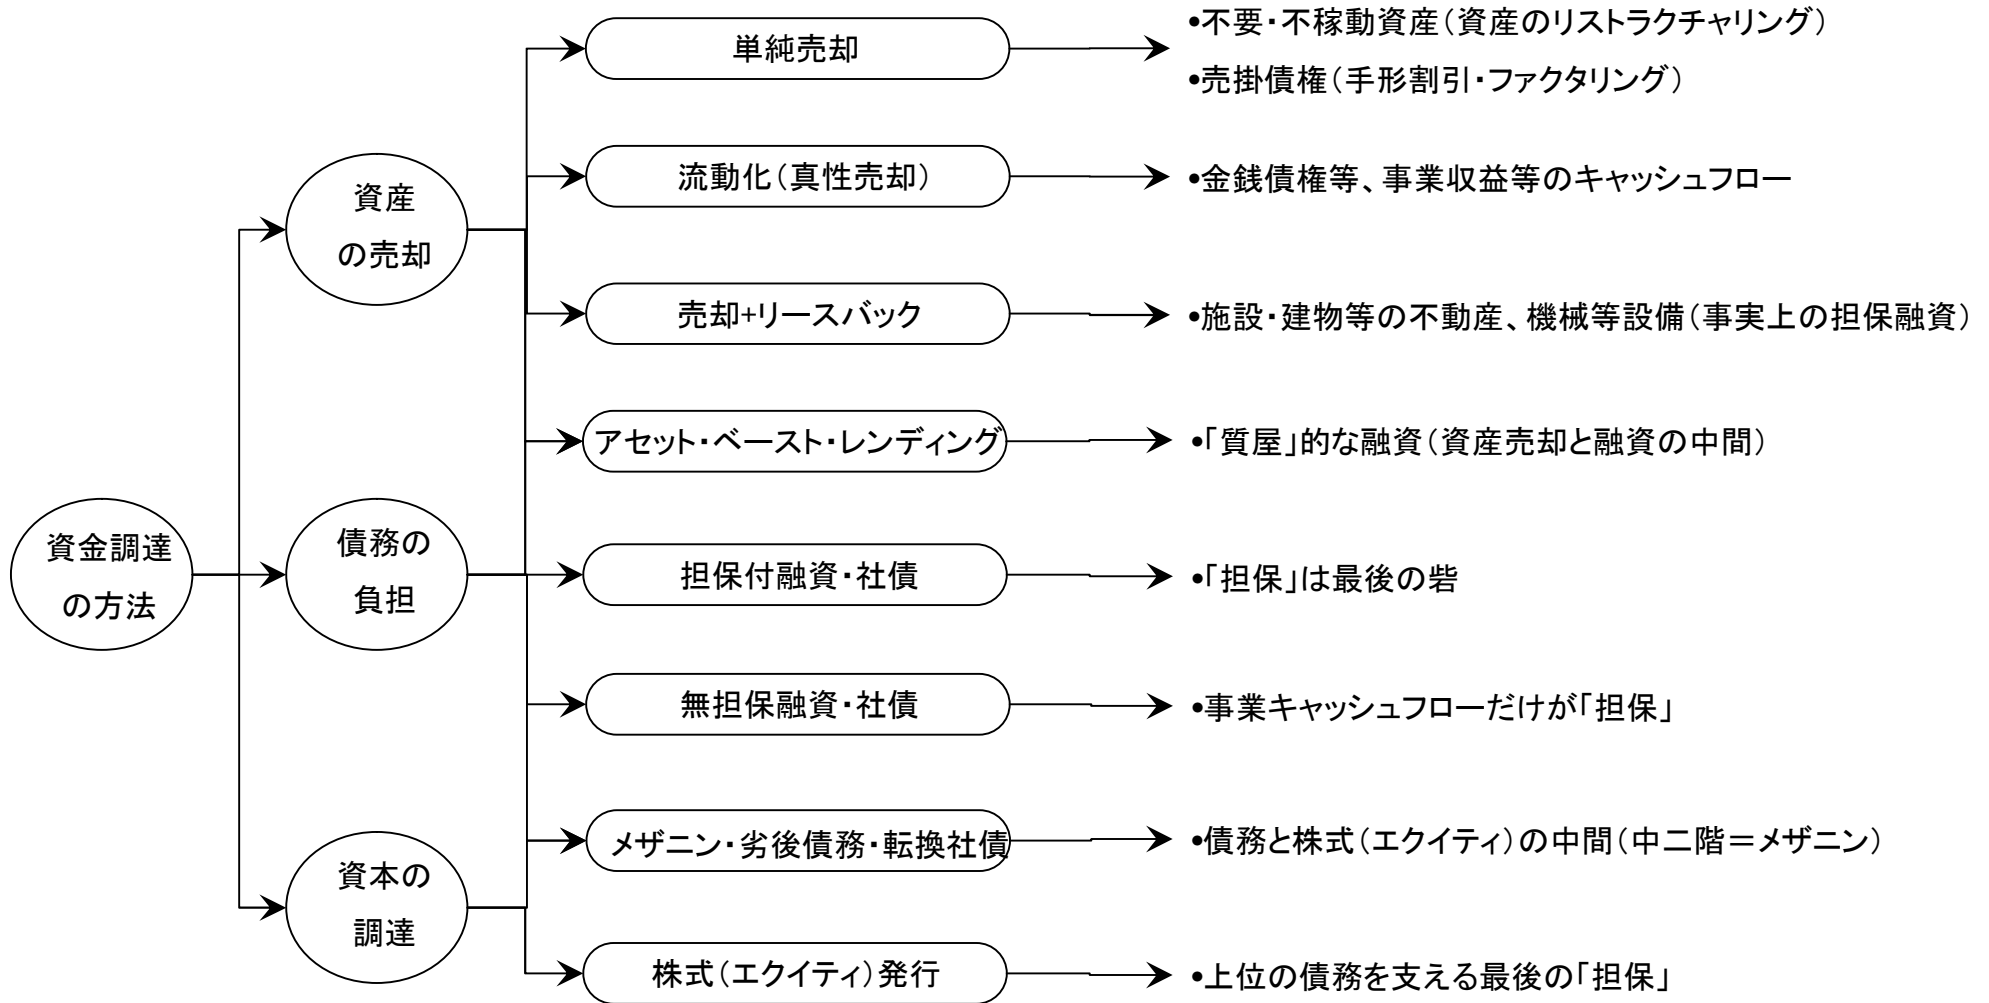 単純売却
•不要・不稼動資産（資産のリストラクチャリング）
•売掛債権（手形割引・ファクタリング）
流動化（真性売却）
•金銭債権等、事業収益等のキャッシュフロー
資産
の売却
売却+リースバック
•施設・建物等の不動産、機械等設備（事実上の担保融資）
アセット・ベースト・レンディング
•「質屋」的な融資（資産売却と融資の中間）
資金調達
の方法
債務の
負担
担保付融資・社債
•「担保」は最後の砦
無担保融資・社債
•事業キャッシュフローだけが「担保」
メザニン・劣後債務・転換社債
•債務と株式（エクイティ）の中間（中二階＝メザニン）
資本の
調達
株式（エクイティ）発行
•上位の債務を支える最後の「担保」